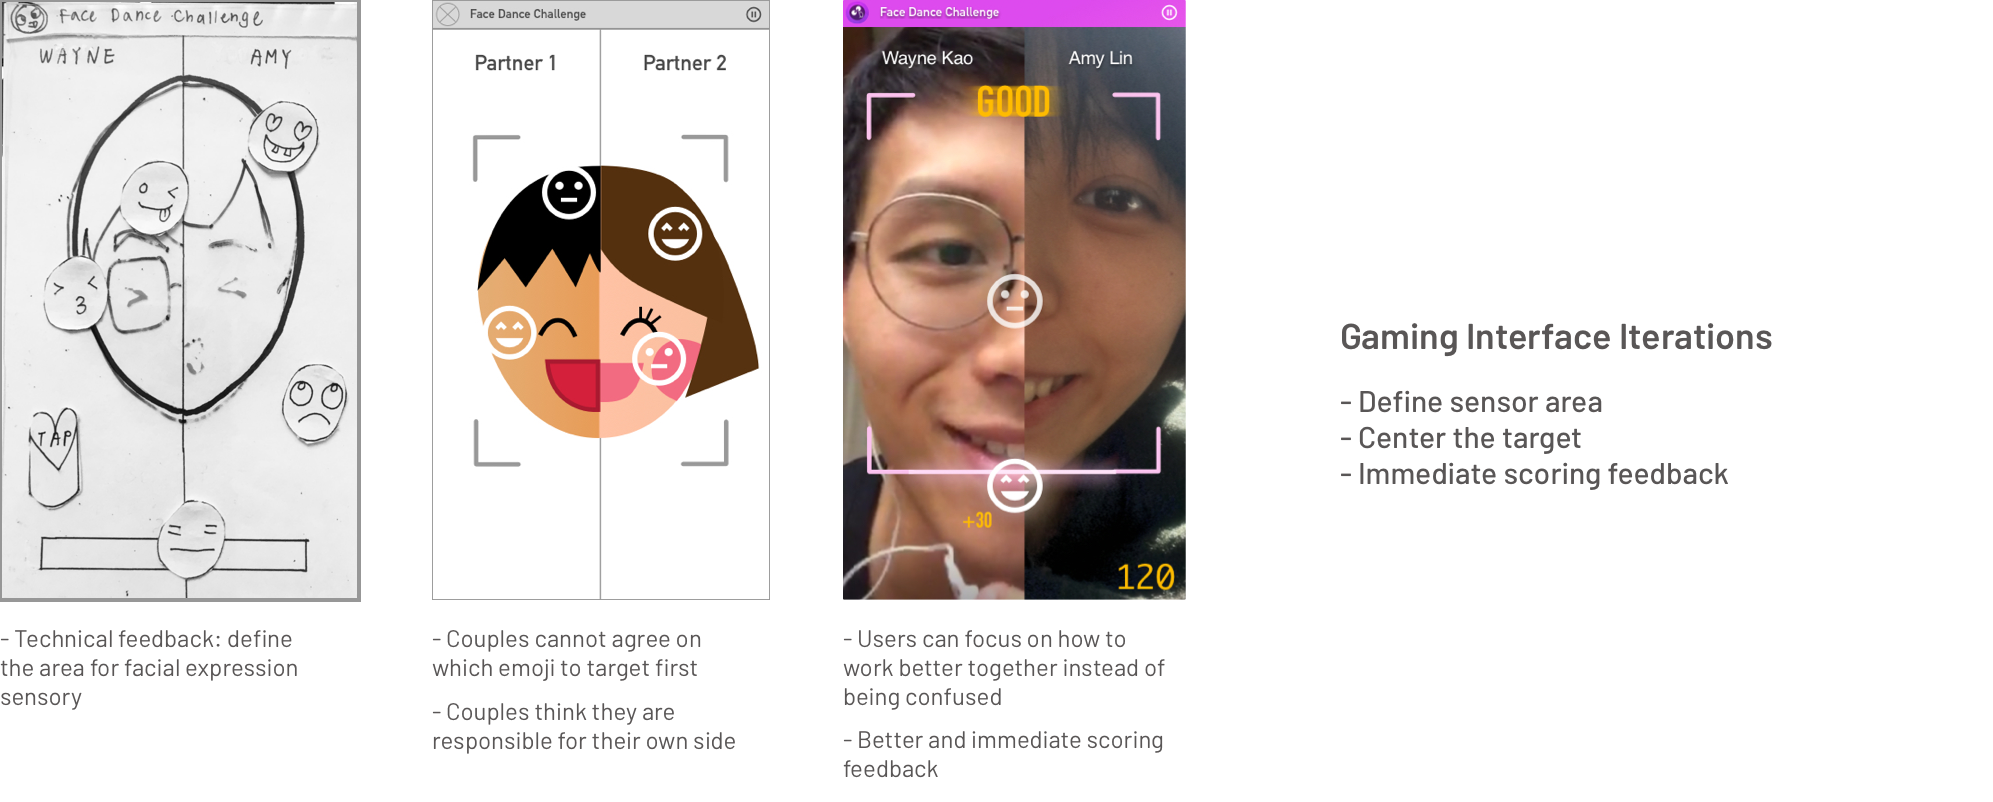 Face Dance Challenge
WAYNE
AMY
TAP
Face Dance Challenge
Partner 1
Partner 2
Face Dance Challenge
Wayne Kao
Amy Lin
GOOD
+30
120
- Technical feedback: define
the area for facial expression
sensory
- Couples cannot agree on
which emoji to target first
- Couples think they are
responsible for their own side
- Users can focus on how to
work better together instead of
being confused
- Better and immediate scoring
feedback
Gaming Interface Iterations
- Define sensor area
- Center the target
- Immediate scoring feedback